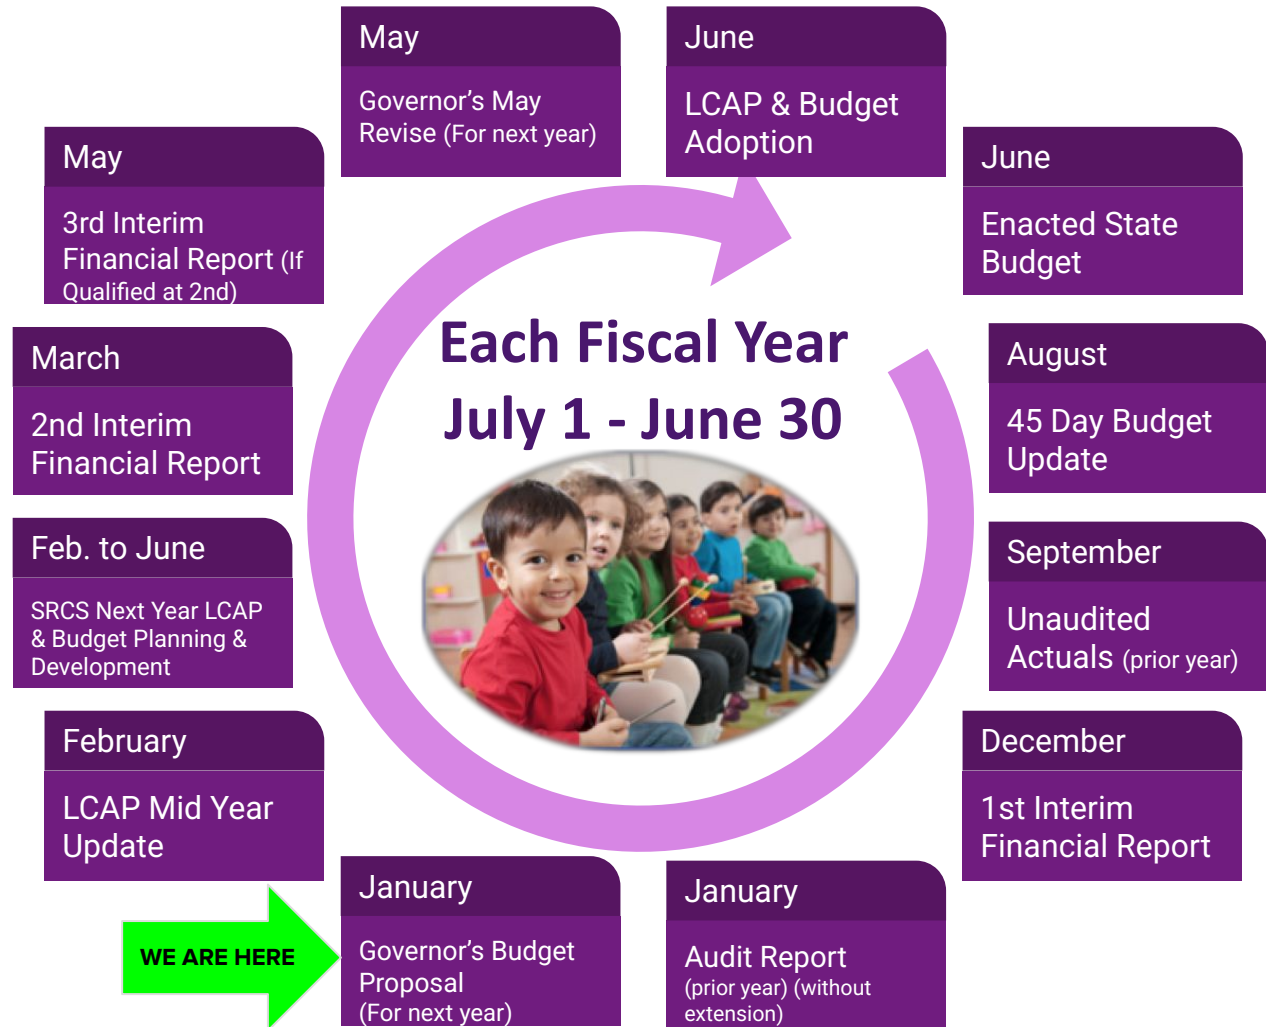 May
Governor's May
Revise (For next year)
June
LCAP & Budget
Adoption
June
Enacted State
Budget
August
45 Day Budget
Update
September
Unaudited
Actuals (prior year)
December
1st Interim
Financial Report
January
Audit Report
(prior year) (without
extension)
January
Governor's Budget
Proposal
(For next year)
WE ARE HERE
February
LCAP Mid Year
Update
Feb. to June
SRCS Next Year LCAP
& Budget Planning &
Development
March
2nd Interim
Financial Report
May
3rd Interim
Financial Report (If
Qualified at 2nd)
Each Fiscal Year
July 1 - June 30